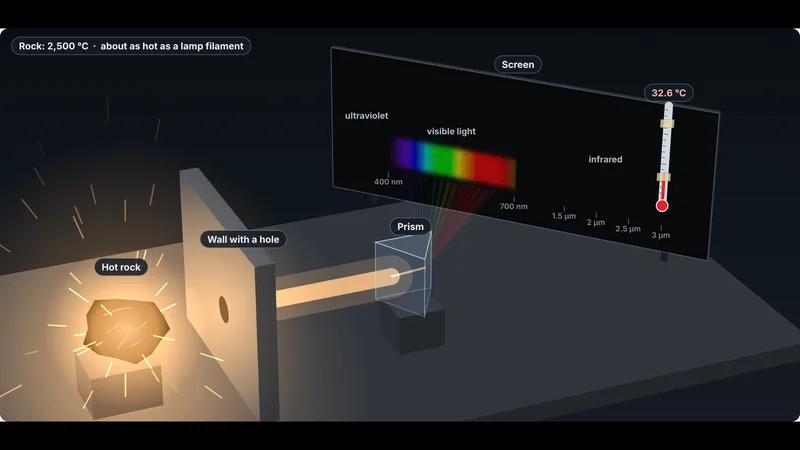 Rock: 2,500 °C · about as hot as a lamp filament
Screen
32.6 °C
ultraviolet
visible light
infrared
400 nm
700 nm
1.5 µm
2 µm
2.5 µm
3 µm
Prism
Wall with a hole
Hot rock